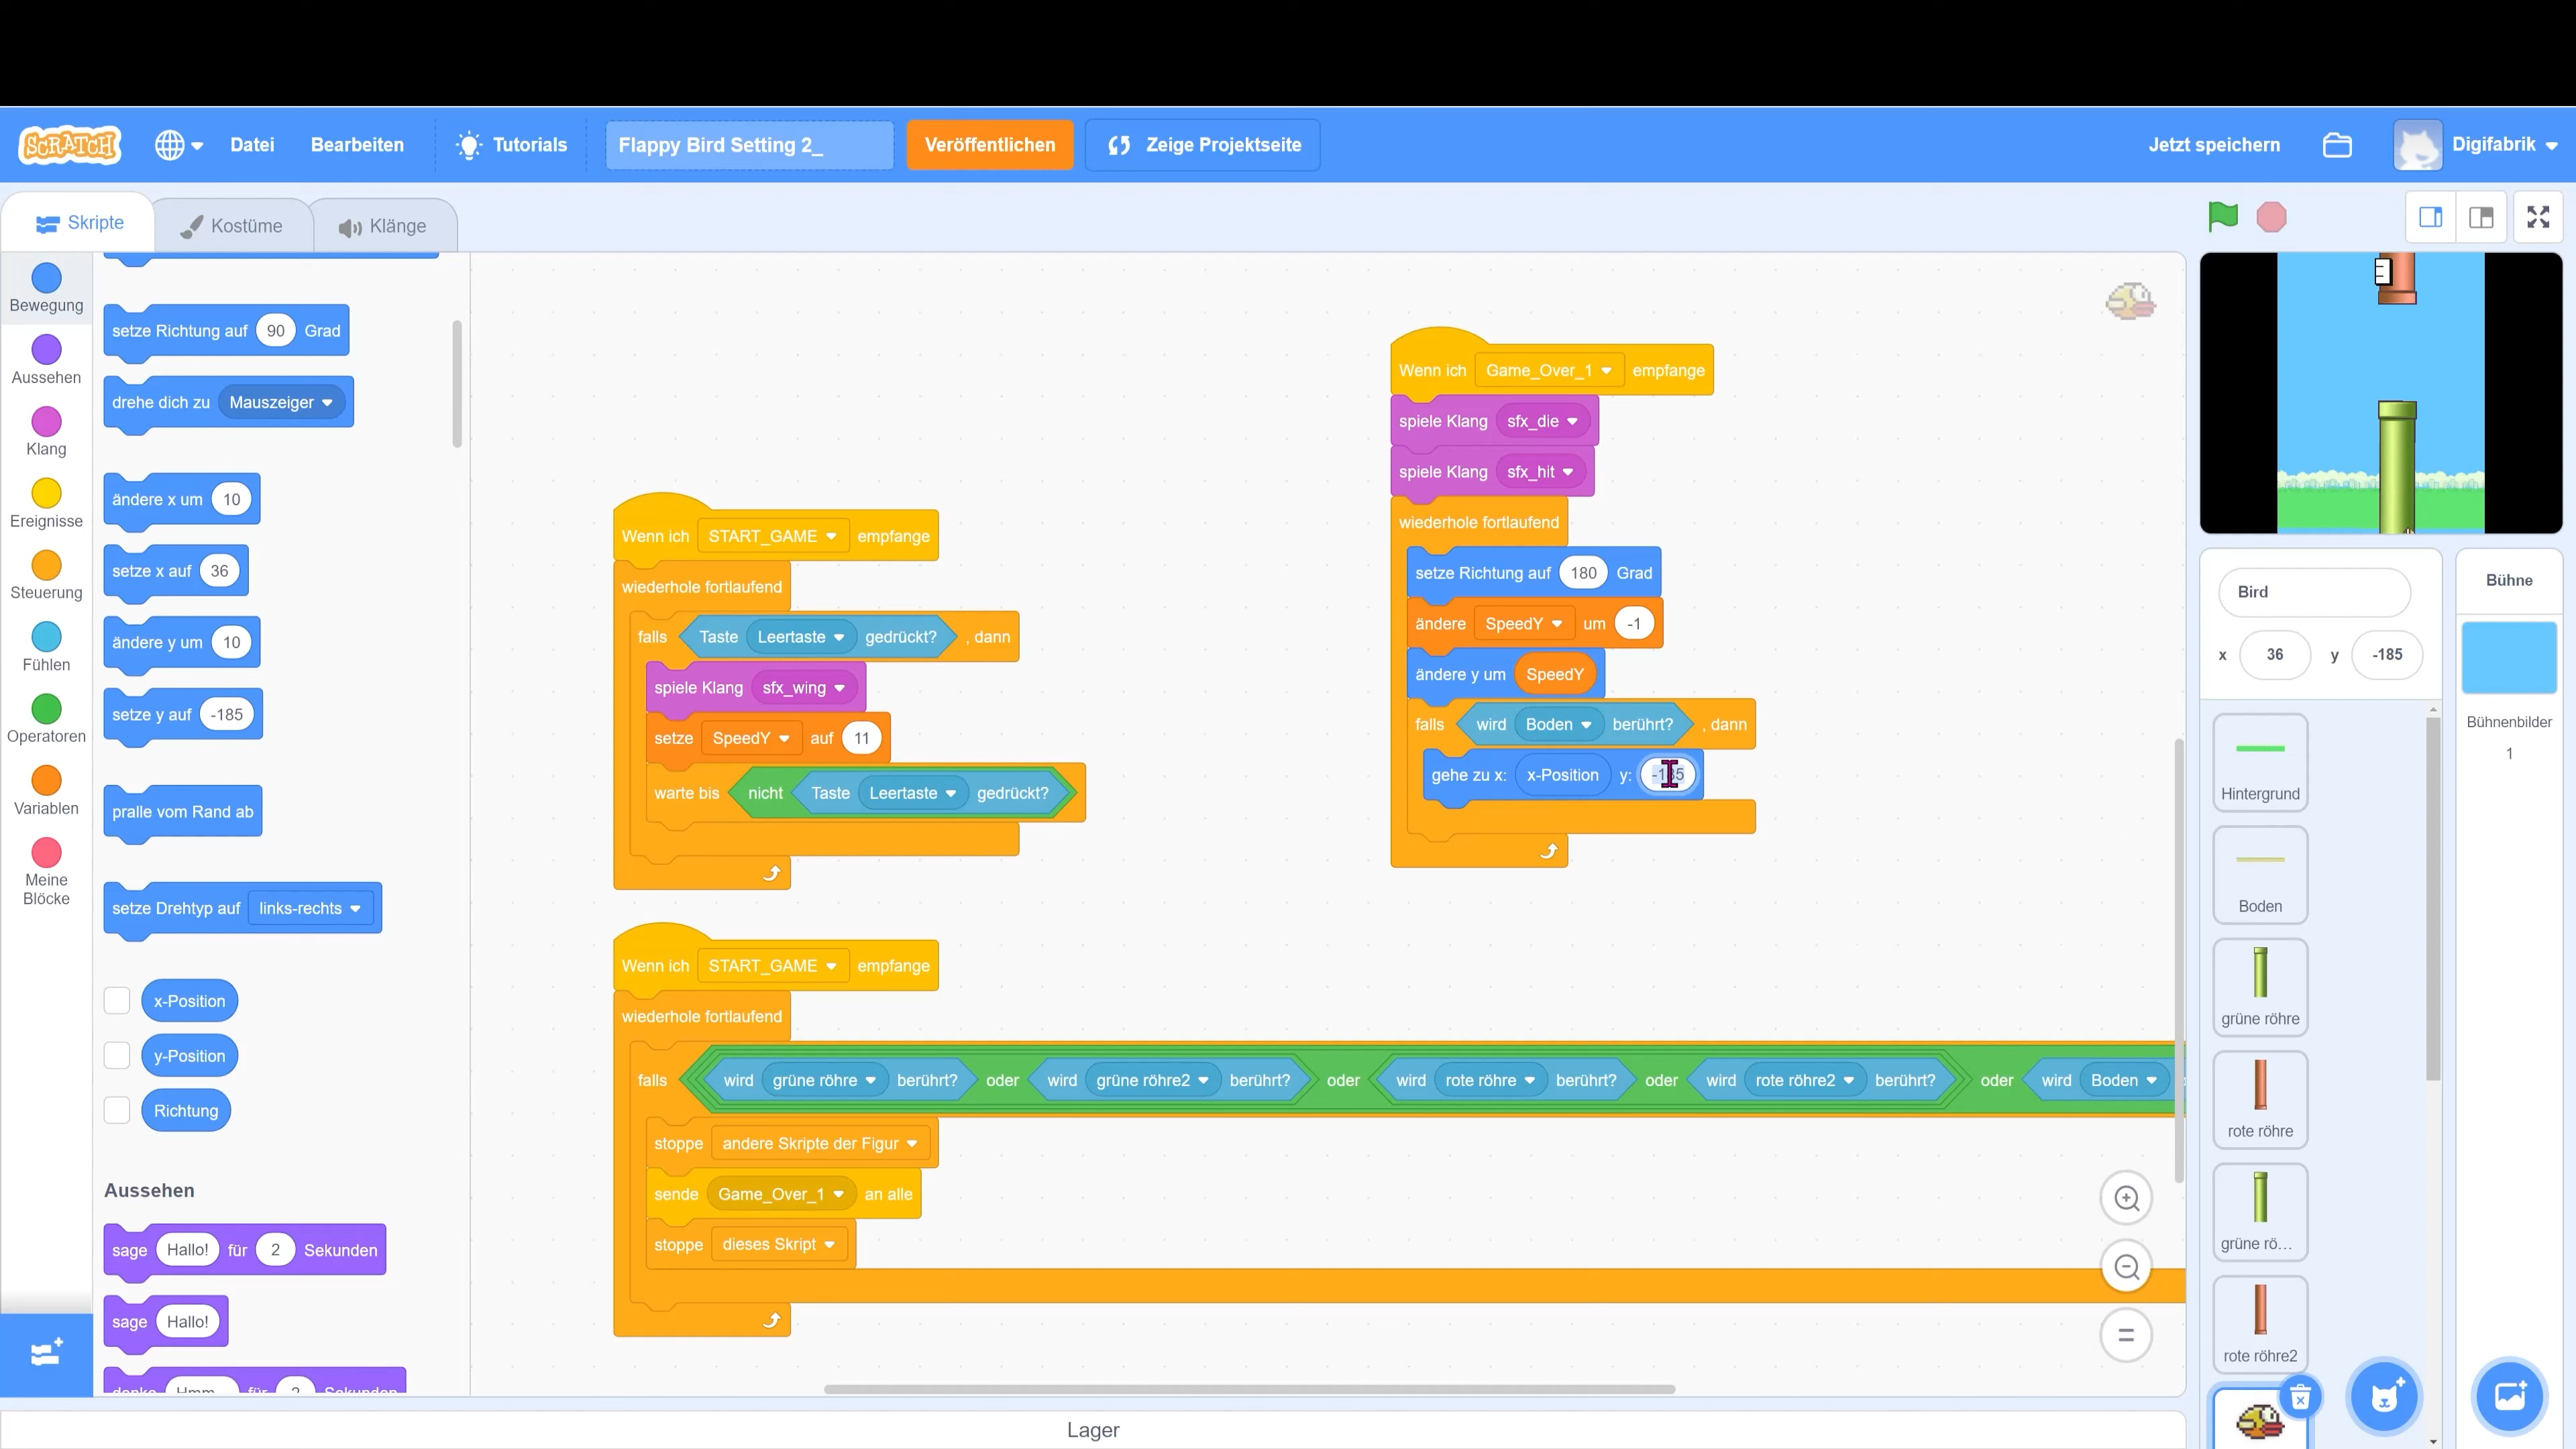 SCRATCH
Datei
Bearbeiten
Tutorials
Flappy Bird Setting 2_
Veröffentlichen
Zeige Projektseite
Jetzt speichern
Digifabrik
Skripte
Kostüme
Klänge
Bewegung
Aussehen
Klang
Ereignisse
Steuerung
Fühlen
Operatoren
Variablen
Meine
Blöcke
setze Richtung auf 90 Grad
drehe dich zu Mauszeiger
ändere x um 10
setze x auf 36
ändere y um 10
setze y auf -185
pralle vom Rand ab
setze Drehtyp auf links-rechts
x-Position
y-Position
Richtung
Aussehen
sage Hallo! für 2 Sekunden
sage Hallo!
Wenn ich START_GAME empfange
wiederhole fortlaufend
falls Taste Leertaste gedrückt? , dann
spiele Klang sfx_wing
setze SpeedY auf 11
warte bis nicht Taste Leertaste gedrückt?
Wenn ich START_GAME empfange
wiederhole fortlaufend
falls wird grüne röhre berührt? oder wird grüne röhre2 berührt? oder wird rote röhre berührt? oder wird rote röhre2 berührt? oder wird Boden
stoppe andere Skripte der Figur
sende Game_Over_1 an alle
stoppe dieses Skript
Wenn ich Game_Over_1 empfange
spiele Klang sfx_die
spiele Klang sfx_hit
wiederhole fortlaufend
setze Richtung auf 180 Grad
ändere SpeedY um -1
ändere y um SpeedY
falls wird Boden berührt? , dann
gehe zu x: x-Position y:
Lager
Bird
x 36 y -185
Hintergrund
Boden
grüne röhre
rote röhre
grüne rö...
rote röhre2
Bühne
Bühnenbilder
1